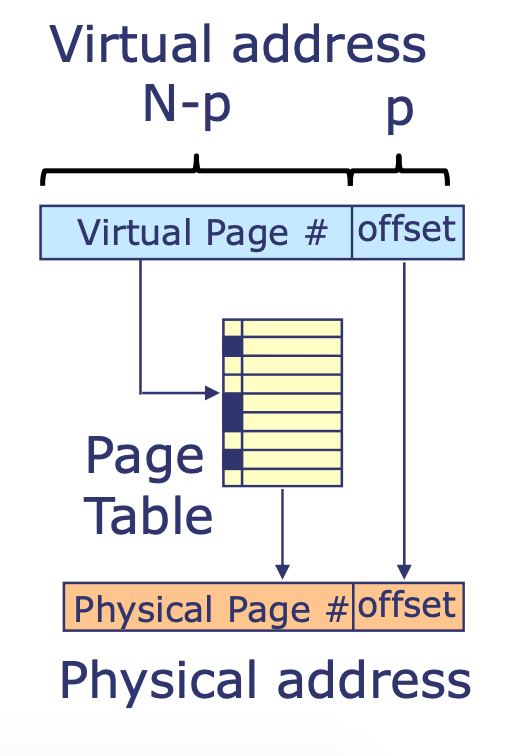 Virtual address
N-p p
Virtual Page # offset
Page
Table
Physical Page # offset
Physical address